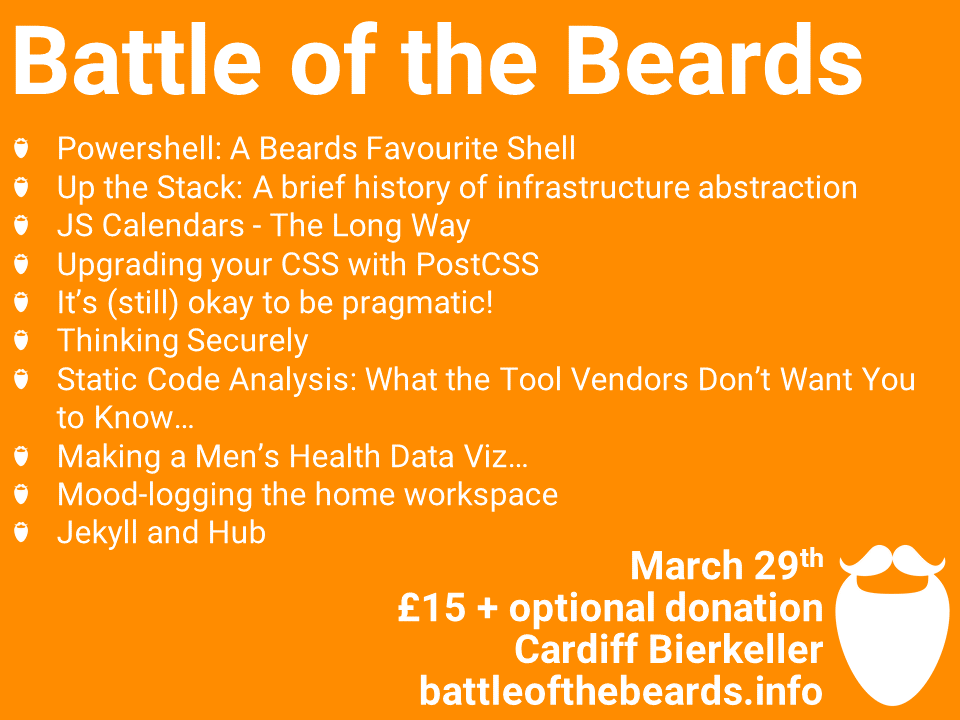 Battle of the Beards
Powershell: A Beards Favourite Shell
Up the Stack: A brief history of infrastructure abstraction
JS Calendars - The Long Way
Upgrading your CSS with PostCSS
It’s (still) okay to be pragmatic!
Thinking Securely
Static Code Analysis: What the Tool Vendors Don’t Want You
to Know…
Making a Men’s Health Data Viz…
Mood-logging the home workspace
Jekyll and Hub
March 29th
£15 + optional donation
Cardiff Bierkeller
battleofthebeards.info